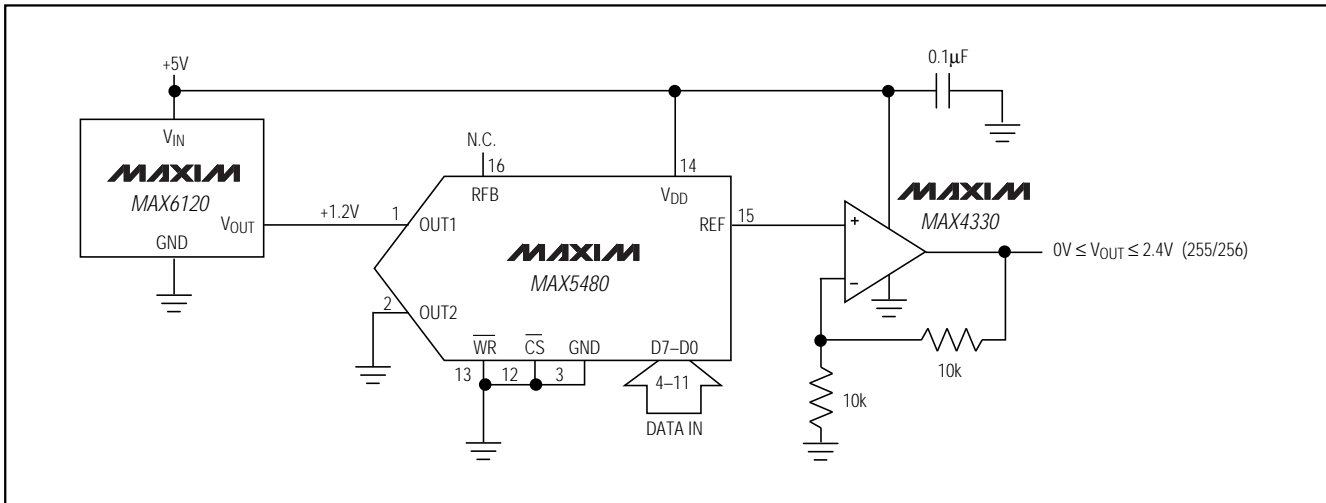 +5V
0.1μF
VIN
MAXIM
MAX6120
VOUT
GND
+1.2V
N.C.
16
RFB
14
VDD
1
OUT1
REF
15
MAXIM
MAX5480
2
OUT2
WR
CS
GND
D7–D0
13
12
3
4–11
DATA IN
MAXIM
MAX4330
+
−
0V ≤ VOUT ≤ 2.4V (255/256)
10k
10k